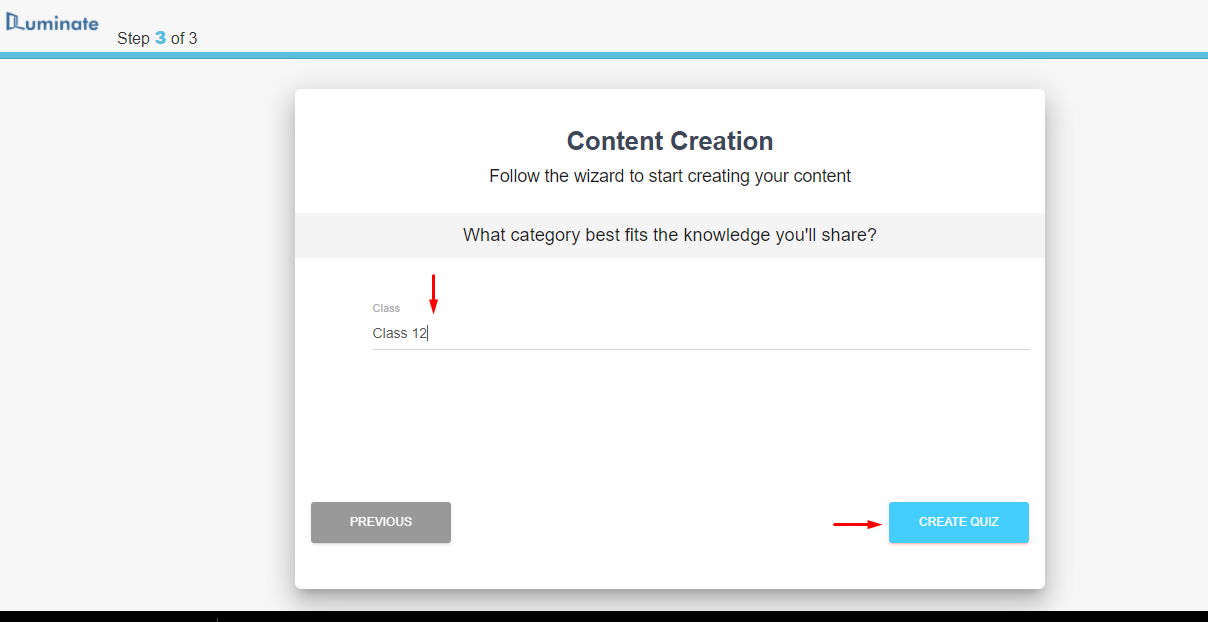 ILuminate
Step 3 of 3
Content Creation
Follow the wizard to start creating your content
What category best fits the knowledge you'll share?
Class
Class 12
PREVIOUS
CREATE QUIZ